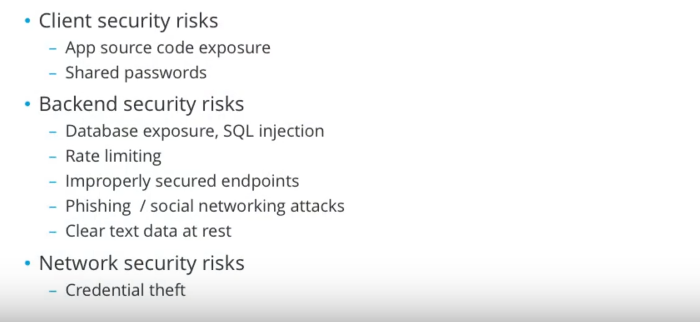 • Client security risks
– App source code exposure
– Shared passwords
• Backend security risks
– Database exposure, SQL injection
– Rate limiting
– Improperly secured endpoints
– Phishing / social networking attacks
– Clear text data at rest
• Network security risks
– Credential theft